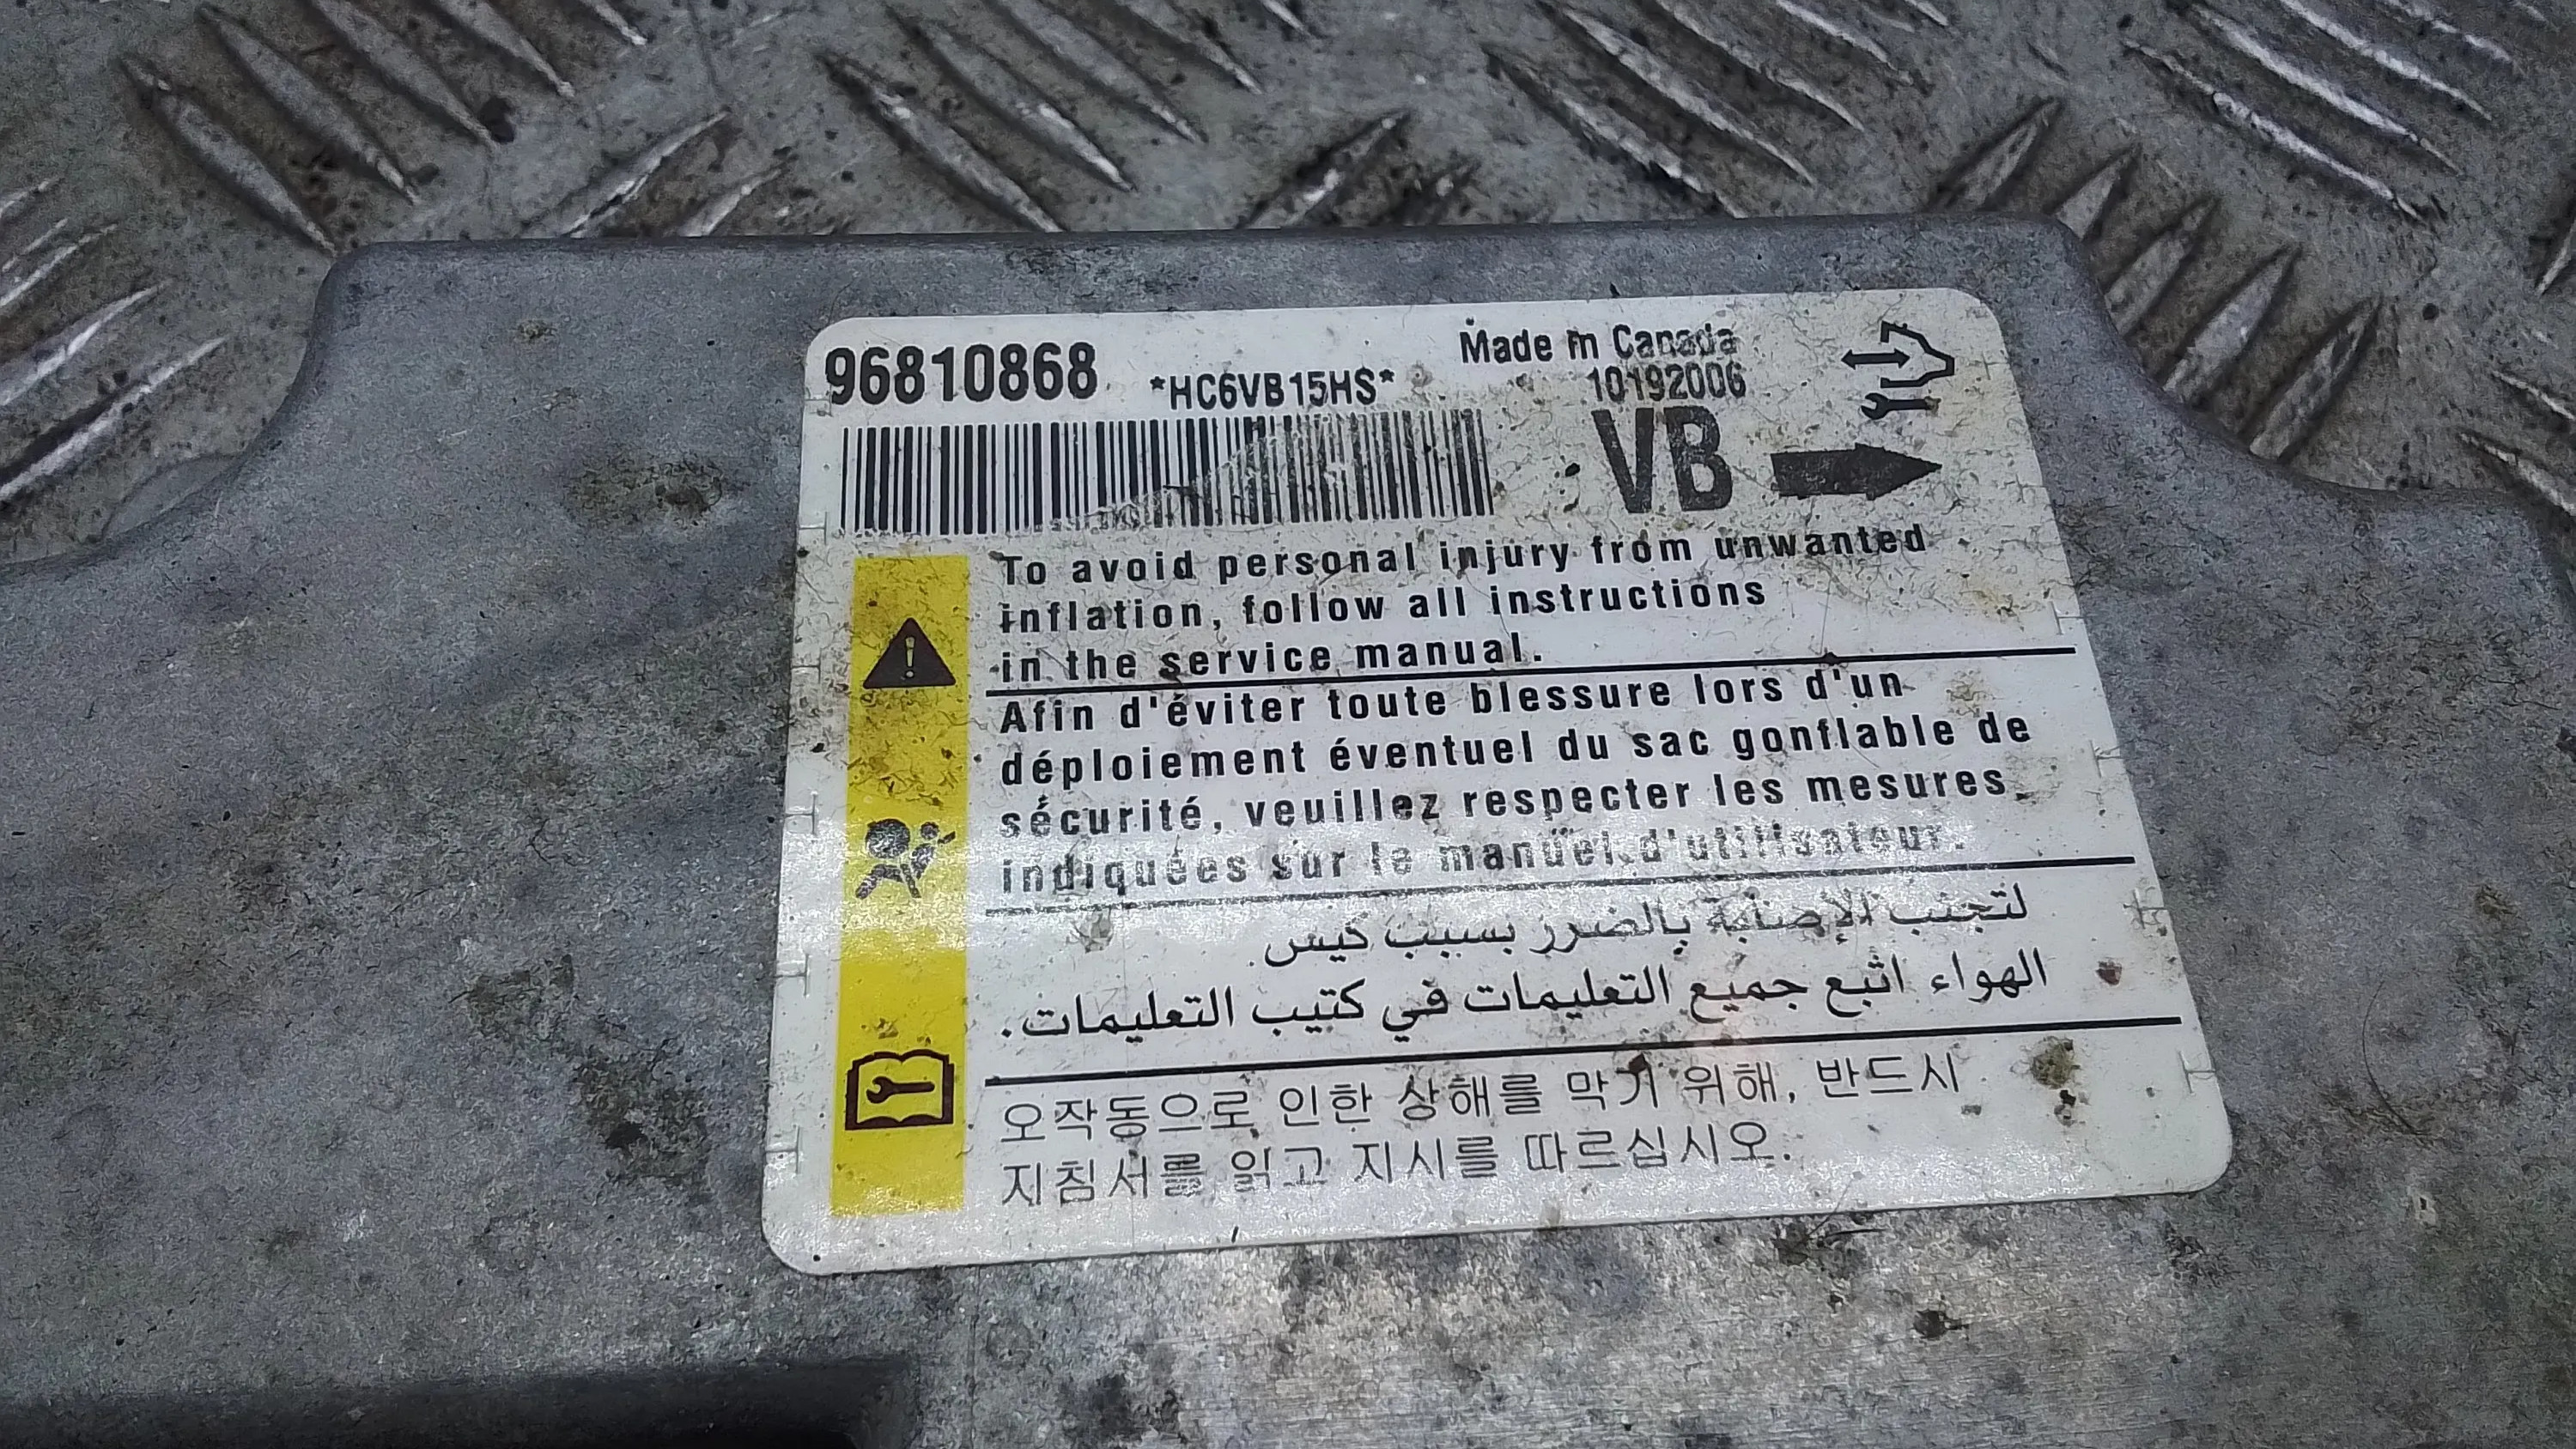 96810868
*HC6VB15HS*
Made in Canada
10192006
VB
To avoid personal injury from unwanted
inflation, follow all instructions
in the service manual.
Afin d'éviter toute blessure lors d'un
déploiement éventuel du sac gonflable de
sécurité, veuillez respecter les mesures
indiquées sur le manuel d'utilisateur.
لتجنب الإصابة بالضرر بسبب كيس
الهواء اتبع جميع التعليمات في كتيب التعليمات.
오작동으로 인한 상해를 막기 위해, 반드시
지침서를 읽고 지시를 따르십시오.